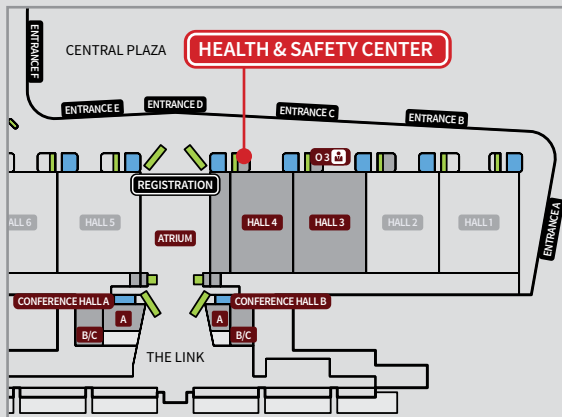 ENTRANCE F
CENTRAL PLAZA
HEALTH & SAFETY CENTER
ENTRANCE E
ENTRANCE D
ENTRANCE C
ENTRANCE B
ENTRANCE A
O 3
REGISTRATION
HALL 6
HALL 5
ATRIUM
HALL 4
HALL 3
HALL 2
HALL 1
CONFERENCE HALL A
CONFERENCE HALL B
A
B/C
A
B/C
THE LINK